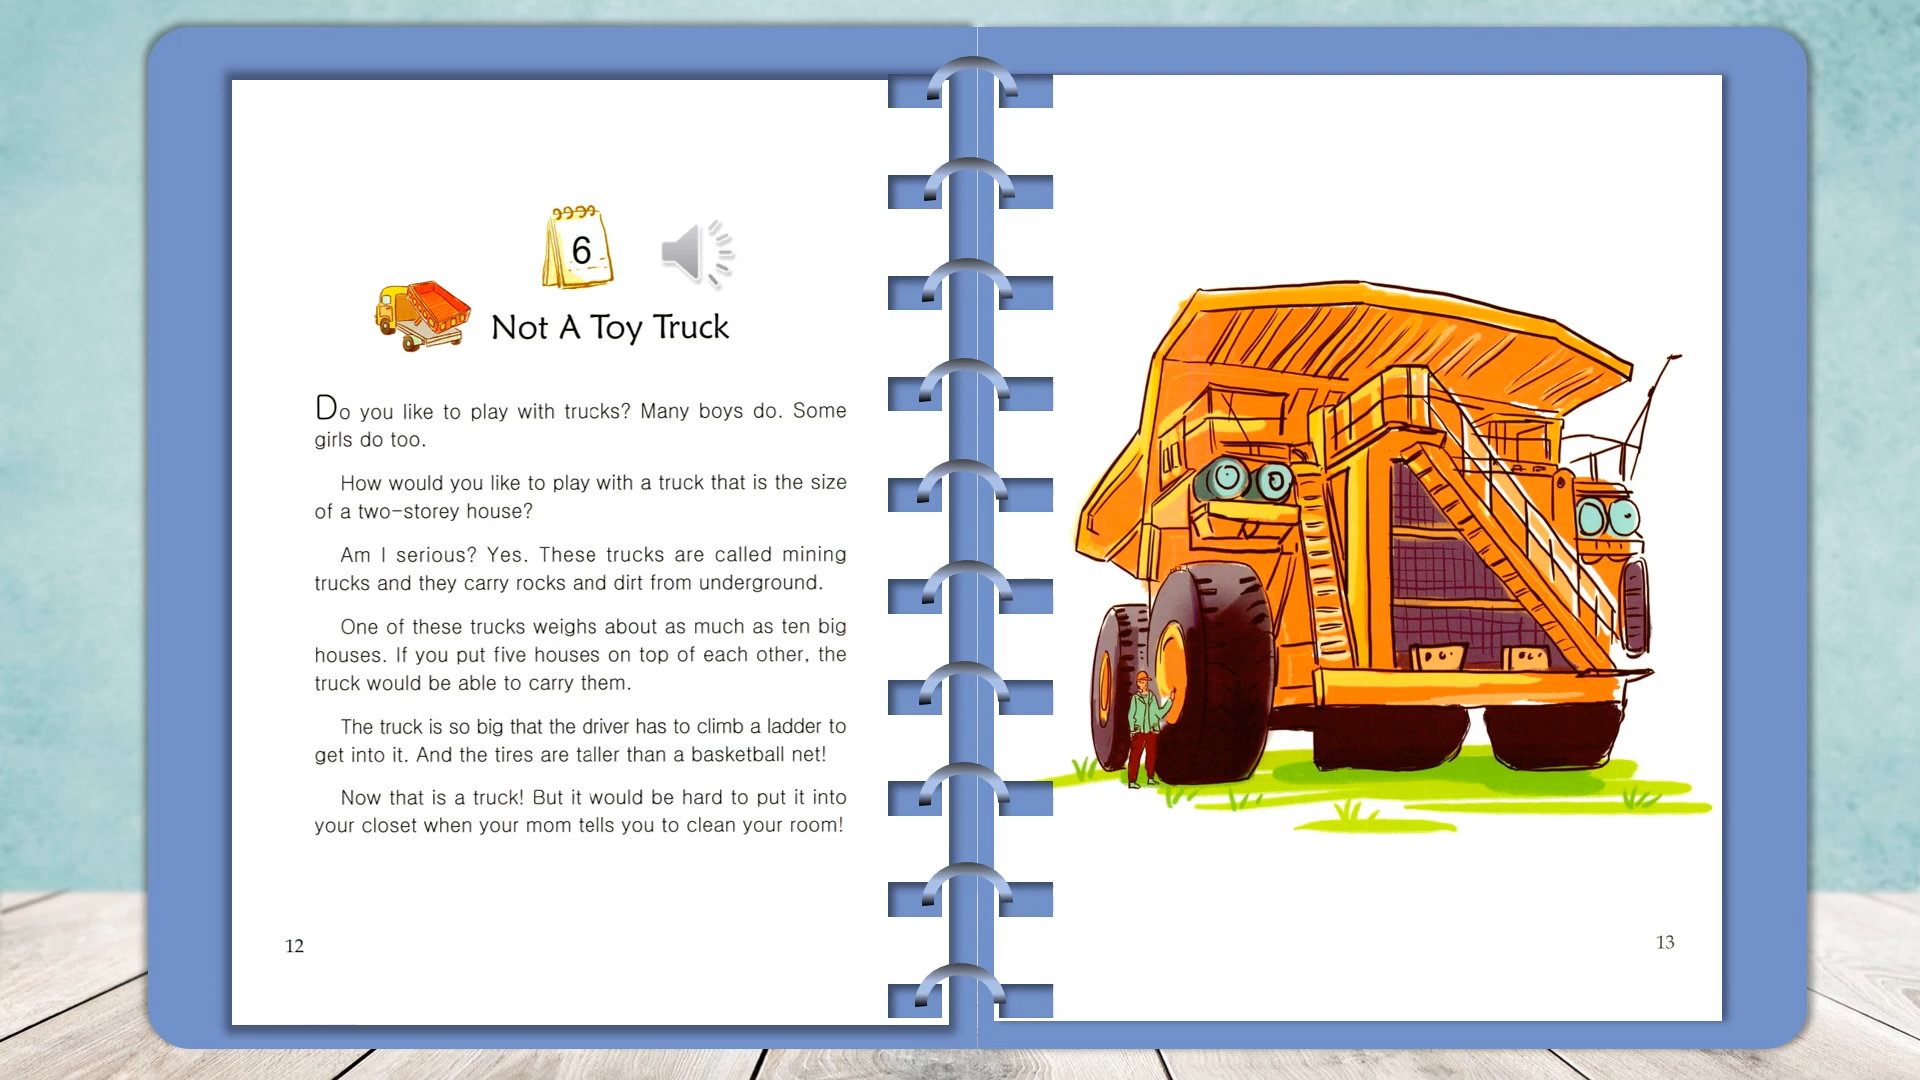 6
Not A Toy Truck
Do you like to play with trucks? Many boys do. Some
girls do too.
How would you like to play with a truck that is the size
of a two-storey house?
Am I serious? Yes. These trucks are called mining
trucks and they carry rocks and dirt from underground.
One of these trucks weighs about as much as ten big
houses. If you put five houses on top of each other, the
truck would be able to carry them.
The truck is so big that the driver has to climb a ladder to
get into it. And the tires are taller than a basketball net!
Now that is a truck! But it would be hard to put it into
your closet when your mom tells you to clean your room!
12
13